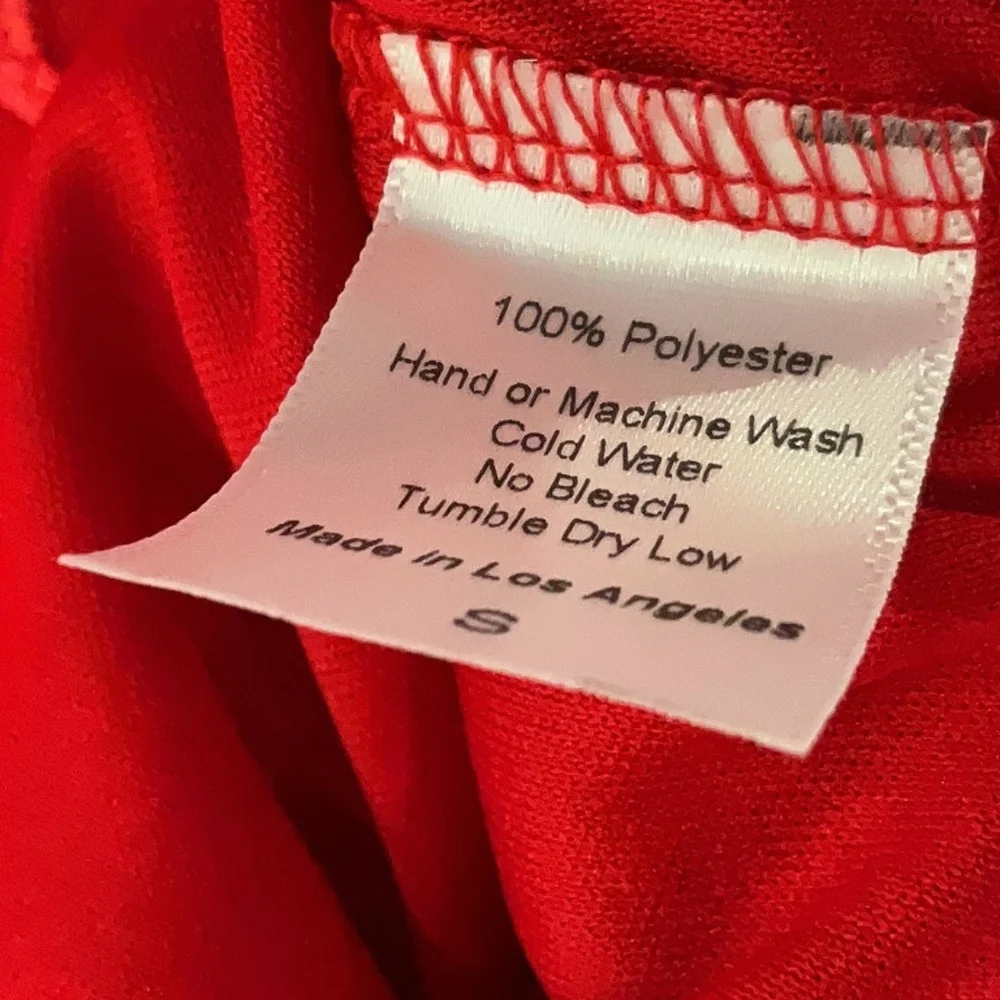 100% Polyester
Hand or Machine Wash
Cold Water
No Bleach
Tumble Dry Low
Made in Los Angeles
S